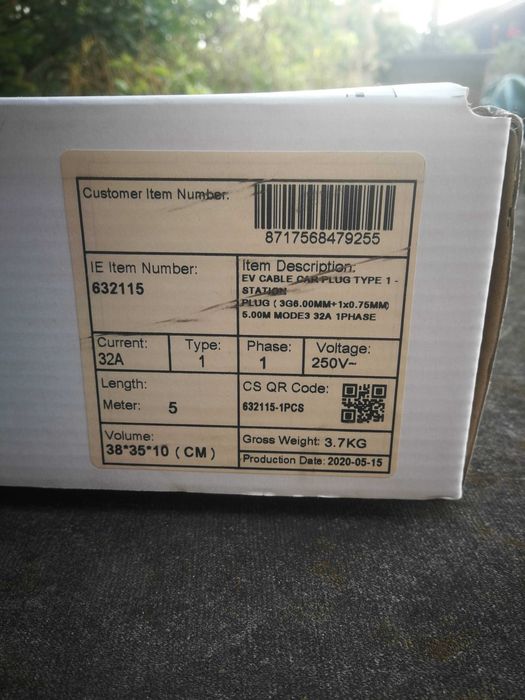 Customer Item Number:
8717568479255
IE Item Number:
632115
Item Description:
EV CABLE CAR PLUG TYPE 1 -
STATION
PLUG ( 3G6.00MM+1x0.75MM)
5.00M MODE3 32A 1PHASE
Current:
32A
Type:
1
Phase:
1
Voltage:
250V~
Length:
Meter: 5
CS QR Code:
632115-1PCS
Volume:
38*35*10 ( CM )
Gross Weight: 3.7KG
Production Date: 2020-05-15